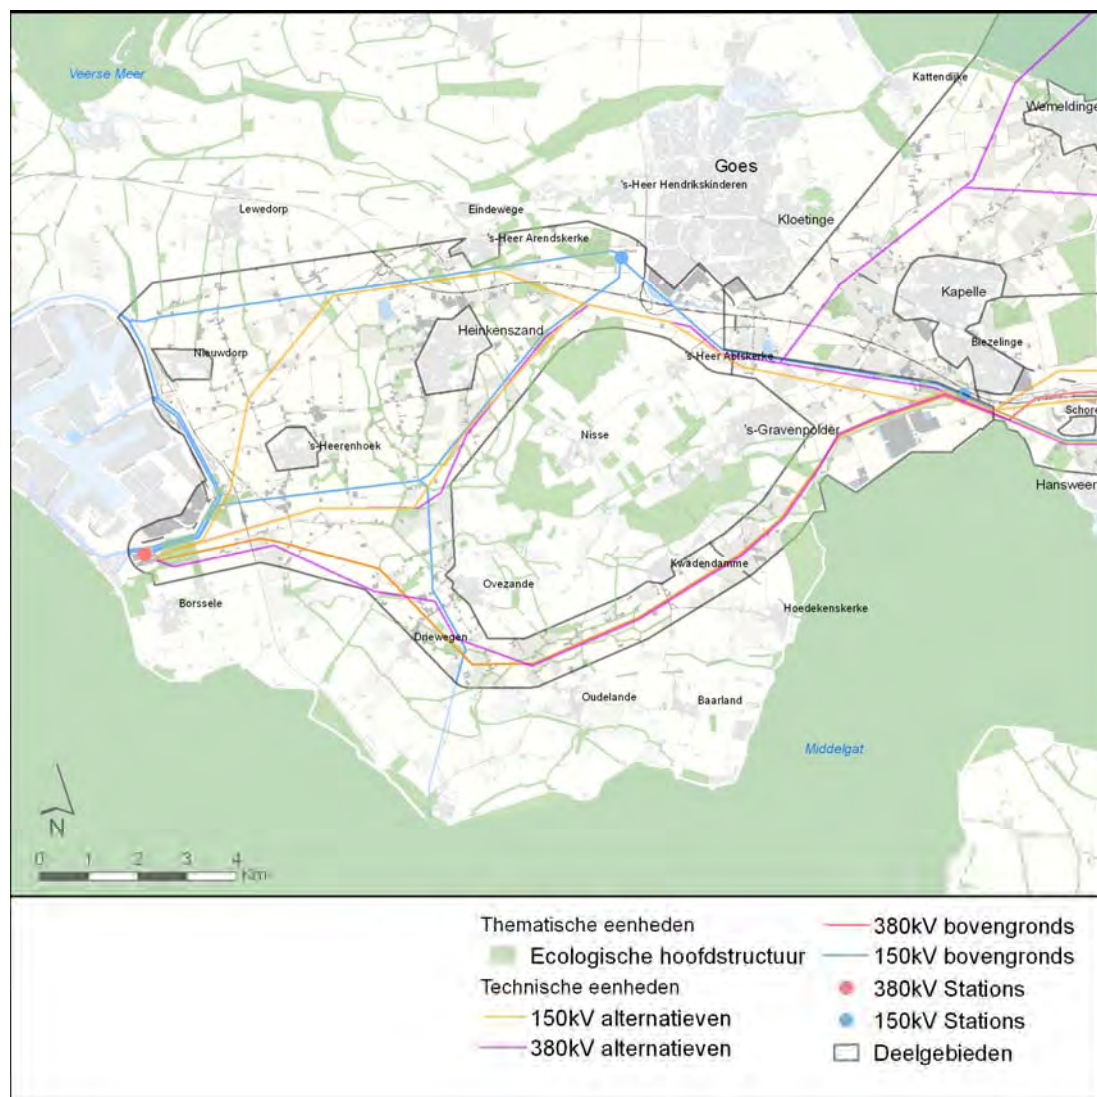 Veerse Meer
Kattendijke
Wemeldinge
Goes
's-Heer Hendrikskinderen
Lewedorp
Eindewege
Kloetinge
's-Heer Arendskerke
Kapelle
Heinkenszand
Biezelinge
Nieuwdorp
's-Heer Abtskerke
Schore
's-Gravenpolder
Nisse
's-Heerenhoek
Hansweer
Kwadendamme
Ovezande
Borssele
Hoedekenskerke
Driewegen
Oudelande
Baarland
Middelgat
N
0 1 2 3 4
Km
Thematische eenheden
Ecologische hoofdstructuur
Technische eenheden
150kV alternatieven
380kV alternatieven
380kV bovengronds
150kV bovengronds
380kV Stations
150kV Stations
Deelgebieden